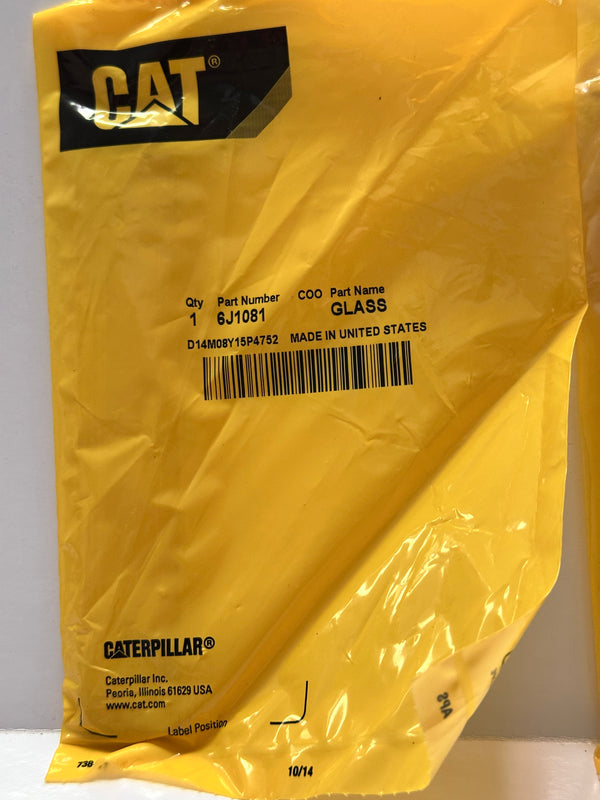 CAT®
Qty Part Number COO Part Name
1 6J1081 GLASS
D14M08Y15P4752 MADE IN UNITED STATES
CATERPILLAR®
Caterpillar Inc.
Peoria, Illinois 61629 USA
www.cat.com
Label Position
APS
738
10/14